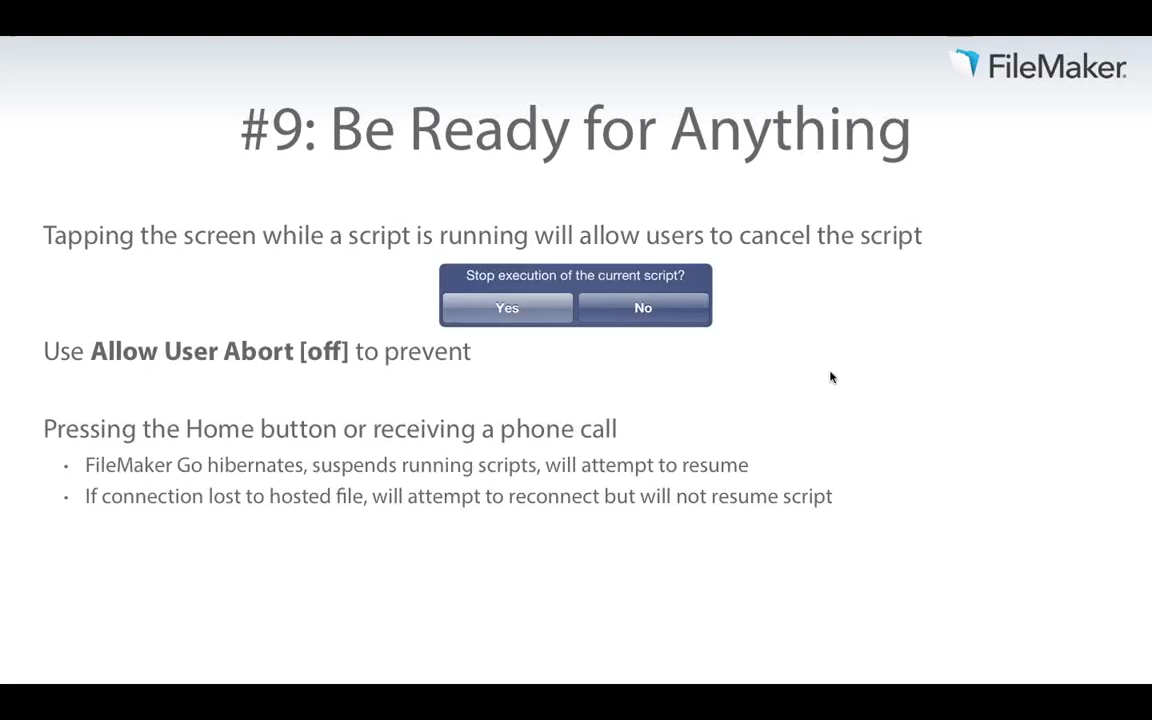 FileMaker.
#9: Be Ready for Anything
Tapping the screen while a script is running will allow users to cancel the script
Stop execution of the current script?
Yes No
Use Allow User Abort [off] to prevent
Pressing the Home button or receiving a phone call
• FileMaker Go hibernates, suspends running scripts, will attempt to resume
• If connection lost to hosted file, will attempt to reconnect but will not resume script